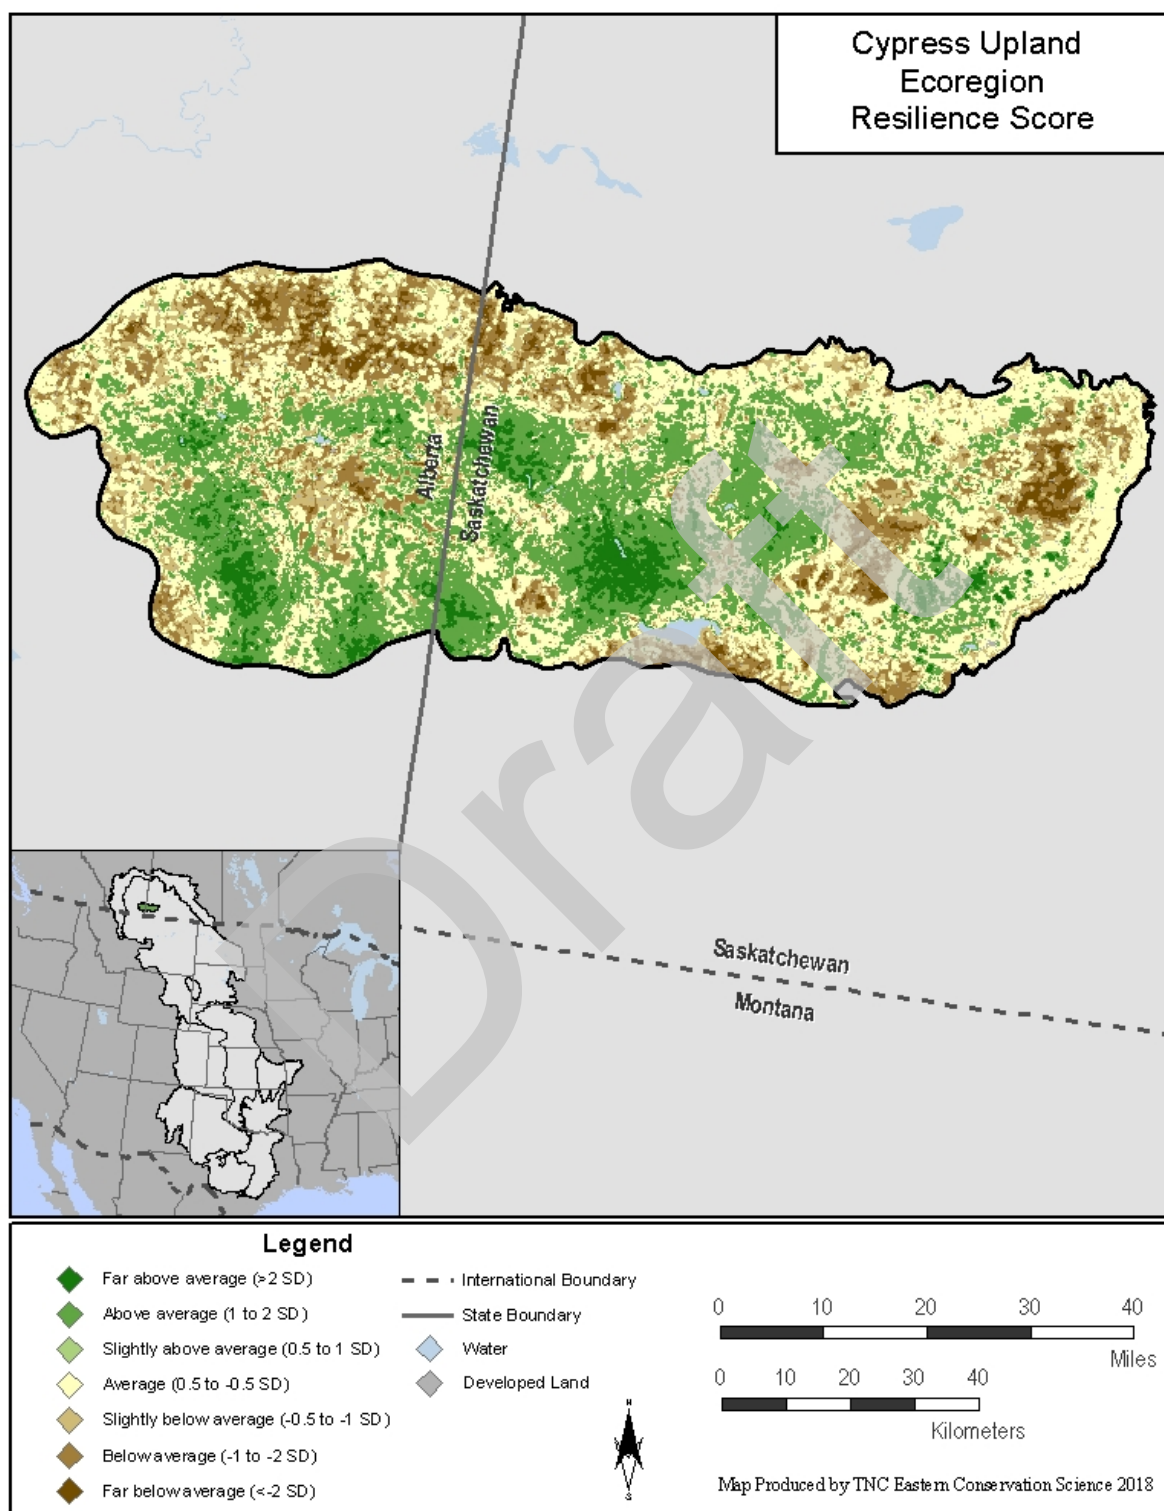 Cypress Upland
Ecoregion
Resilience Score
Alberta
Saskatchewan
Draft
Saskatchewan
Montana
Legend
Far above average (>2 SD)
Above average (1 to 2 SD)
Slightly above average (0.5 to 1 SD)
Average (0.5 to -0.5 SD)
Slightly below average (-0.5 to -1 SD)
Below average (-1 to -2 SD)
Far below average (<-2 SD)
International Boundary
State Boundary
Water
Developed Land
N
S
0 10 20 30 40
Miles
0 10 20 30 40
Kilometers
Map Produced by TNC Eastern Conservation Science 2018